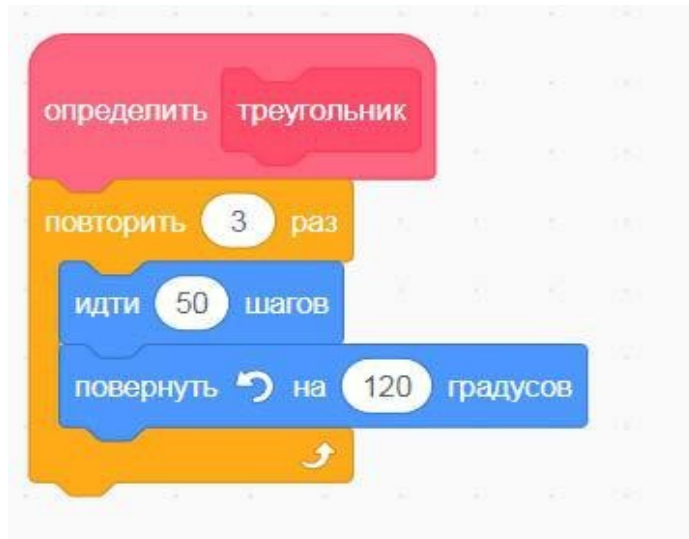 определить треугольник
повторить 3 раз
идти 50 шагов
повернуть на 120 градусов